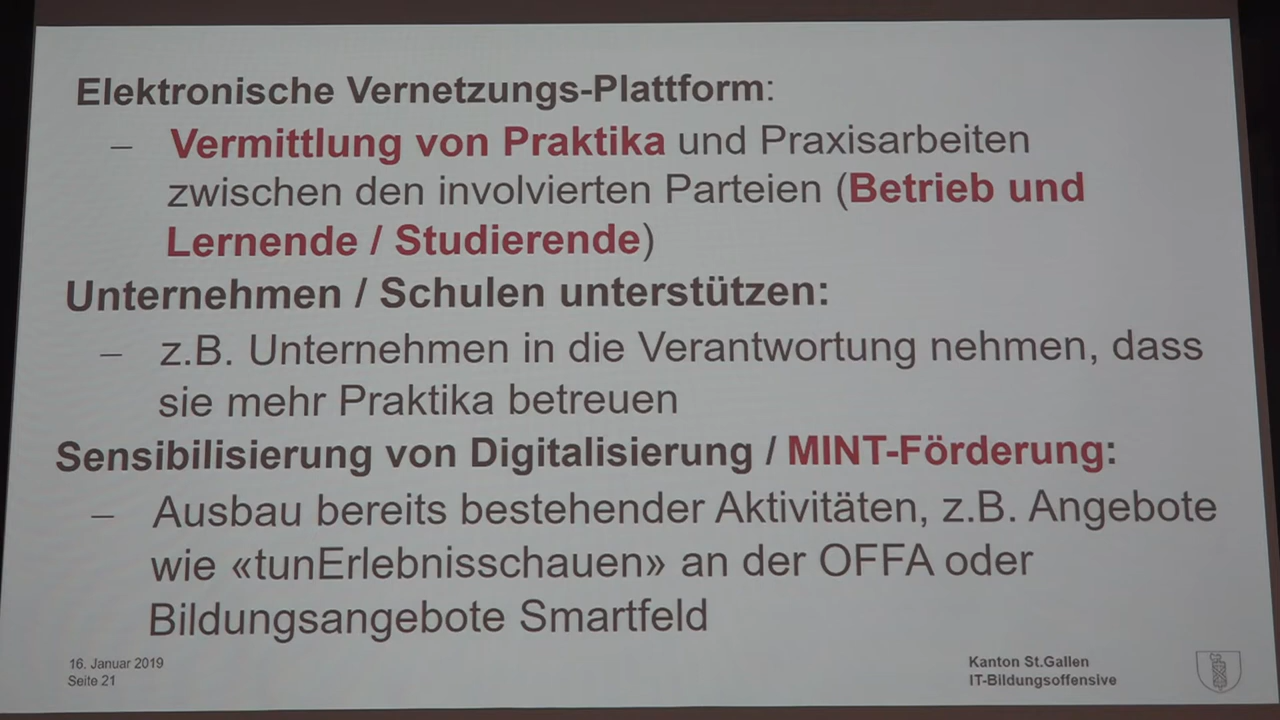 Elektronische Vernetzungs-Plattform:
– Vermittlung von Praktika und Praxisarbeiten
zwischen den involvierten Parteien (Betrieb und
Lernende / Studierende)
Unternehmen / Schulen unterstützen:
– z.B. Unternehmen in die Verantwortung nehmen, dass
sie mehr Praktika betreuen
Sensibilisierung von Digitalisierung / MINT-Förderung:
– Ausbau bereits bestehender Aktivitäten, z.B. Angebote
wie «tunErlebnisschauen» an der OFFA oder
Bildungsangebote Smartfeld
16. Januar 2019
Seite 21
Kanton St.Gallen
IT-Bildungsoffensive